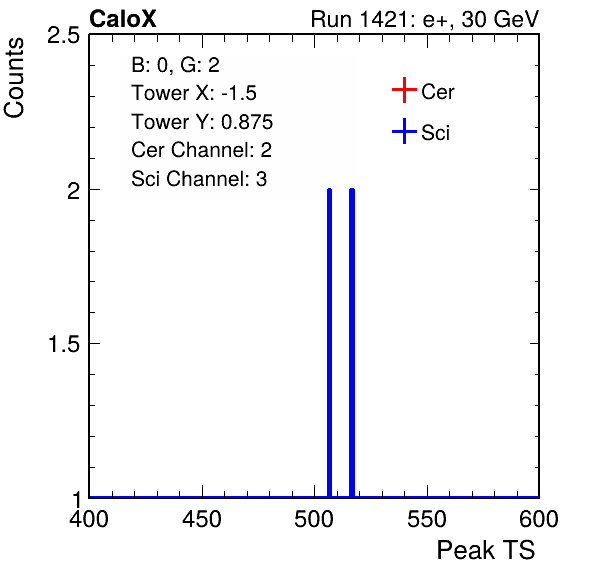 CaloX Run 1421: e+, 30 GeV
2.5
Counts
B: 0, G: 2
Tower X: -1.5
Tower Y: 0.875
Cer Channel: 2
Sci Channel: 3
Cer
Sci
2
1.5
1
400 450 500 550 600
Peak TS